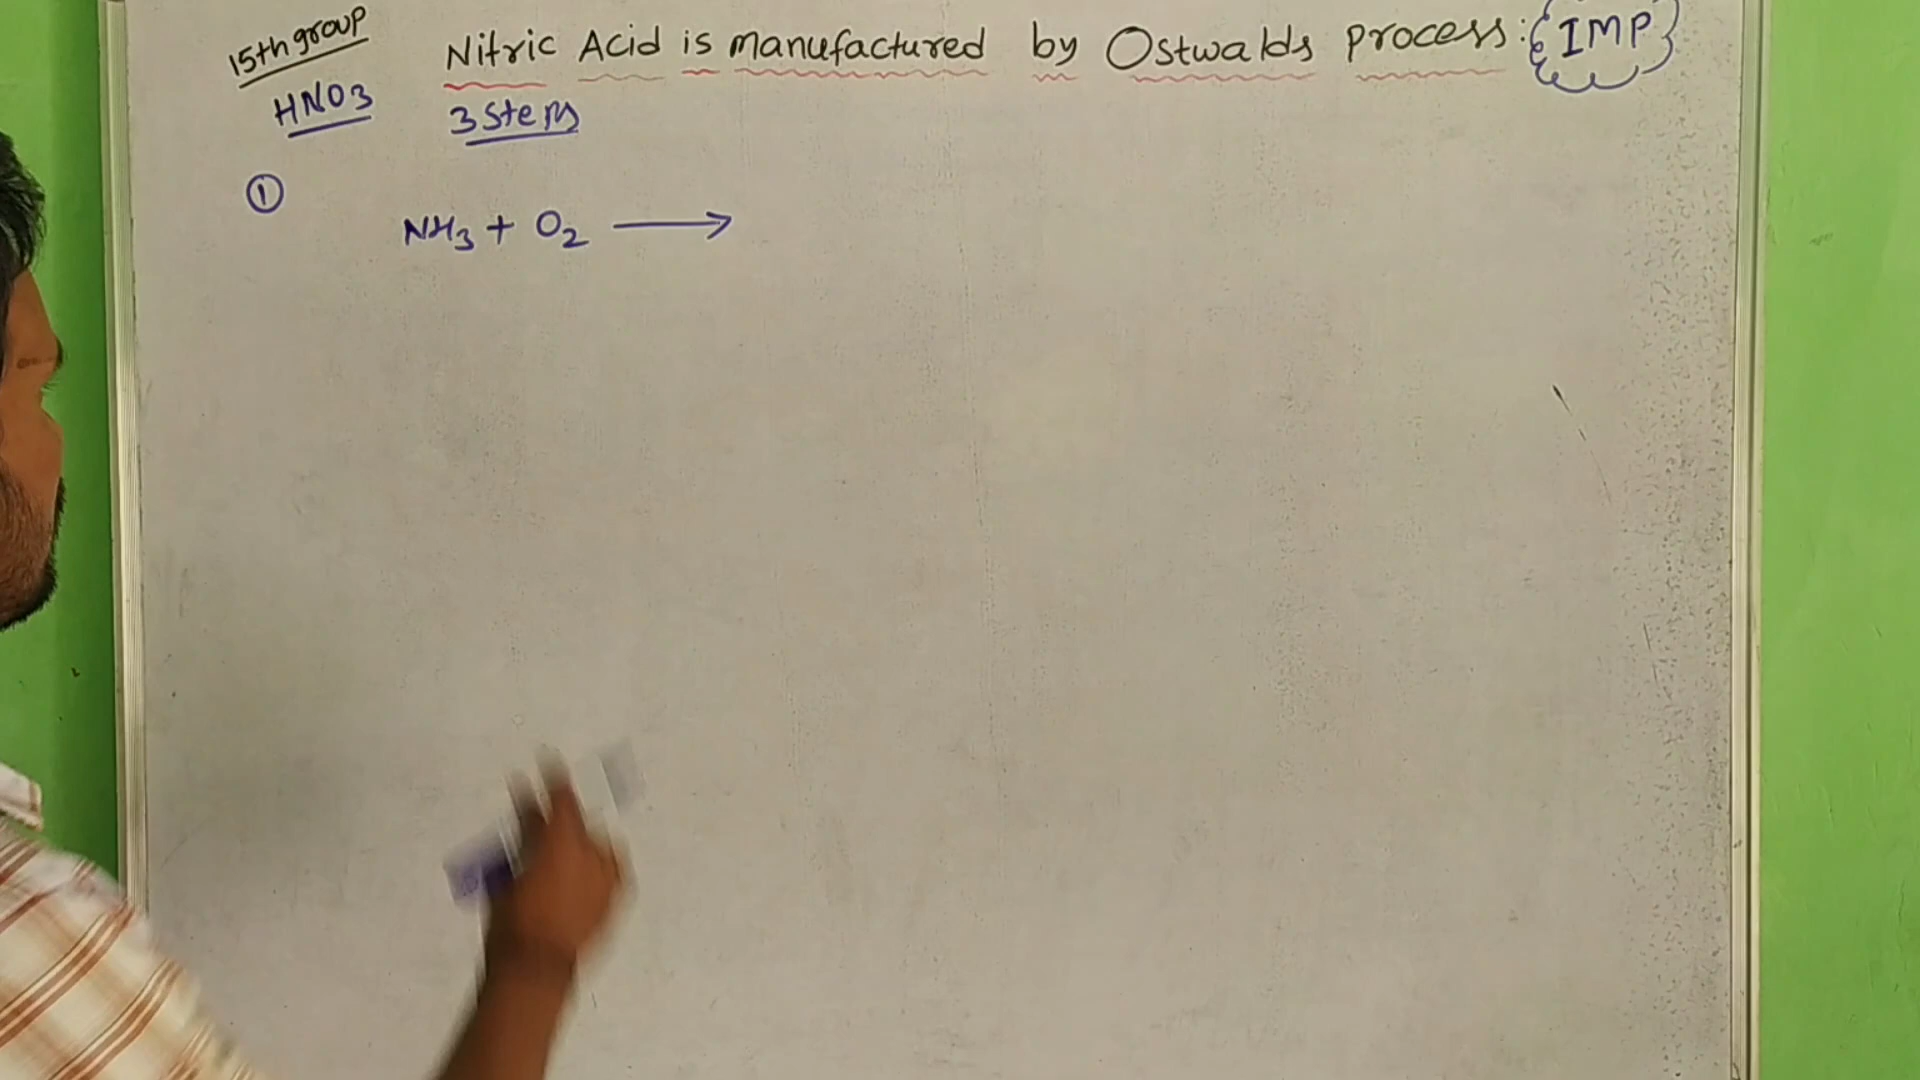 15th group
HNO3
Nitric Acid is manufactured by Ostwalds process: IMP
3 Steps
①
NH3 + O2 ⟶